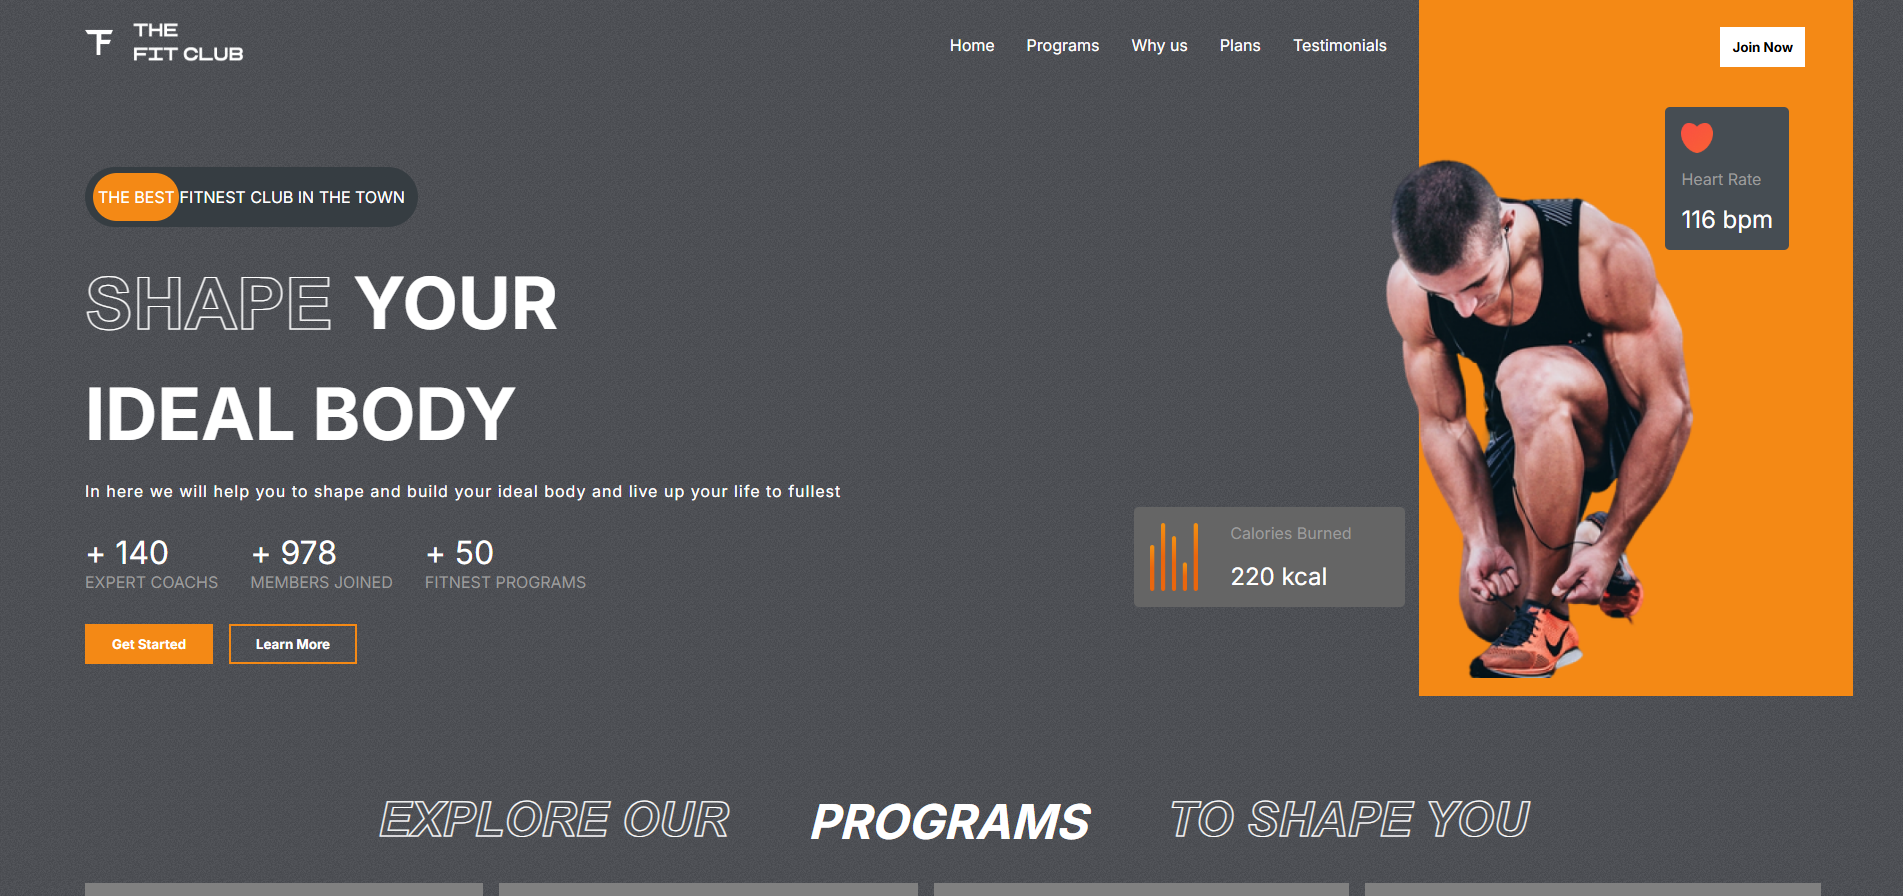 THE
FIT CLUB
Home Programs Why us Plans Testimonials
Join Now
Heart Rate
116 bpm
THE BEST FITNEST CLUB IN THE TOWN
SHAPE YOUR
IDEAL BODY
In here we will help you to shape and build your ideal body and live up your life to fullest
+ 140
EXPERT COACHS
+ 978
MEMBERS JOINED
+ 50
FITNEST PROGRAMS
Get Started
Learn More
Calories Burned
220 kcal
EXPLORE OUR PROGRAMS TO SHAPE YOU